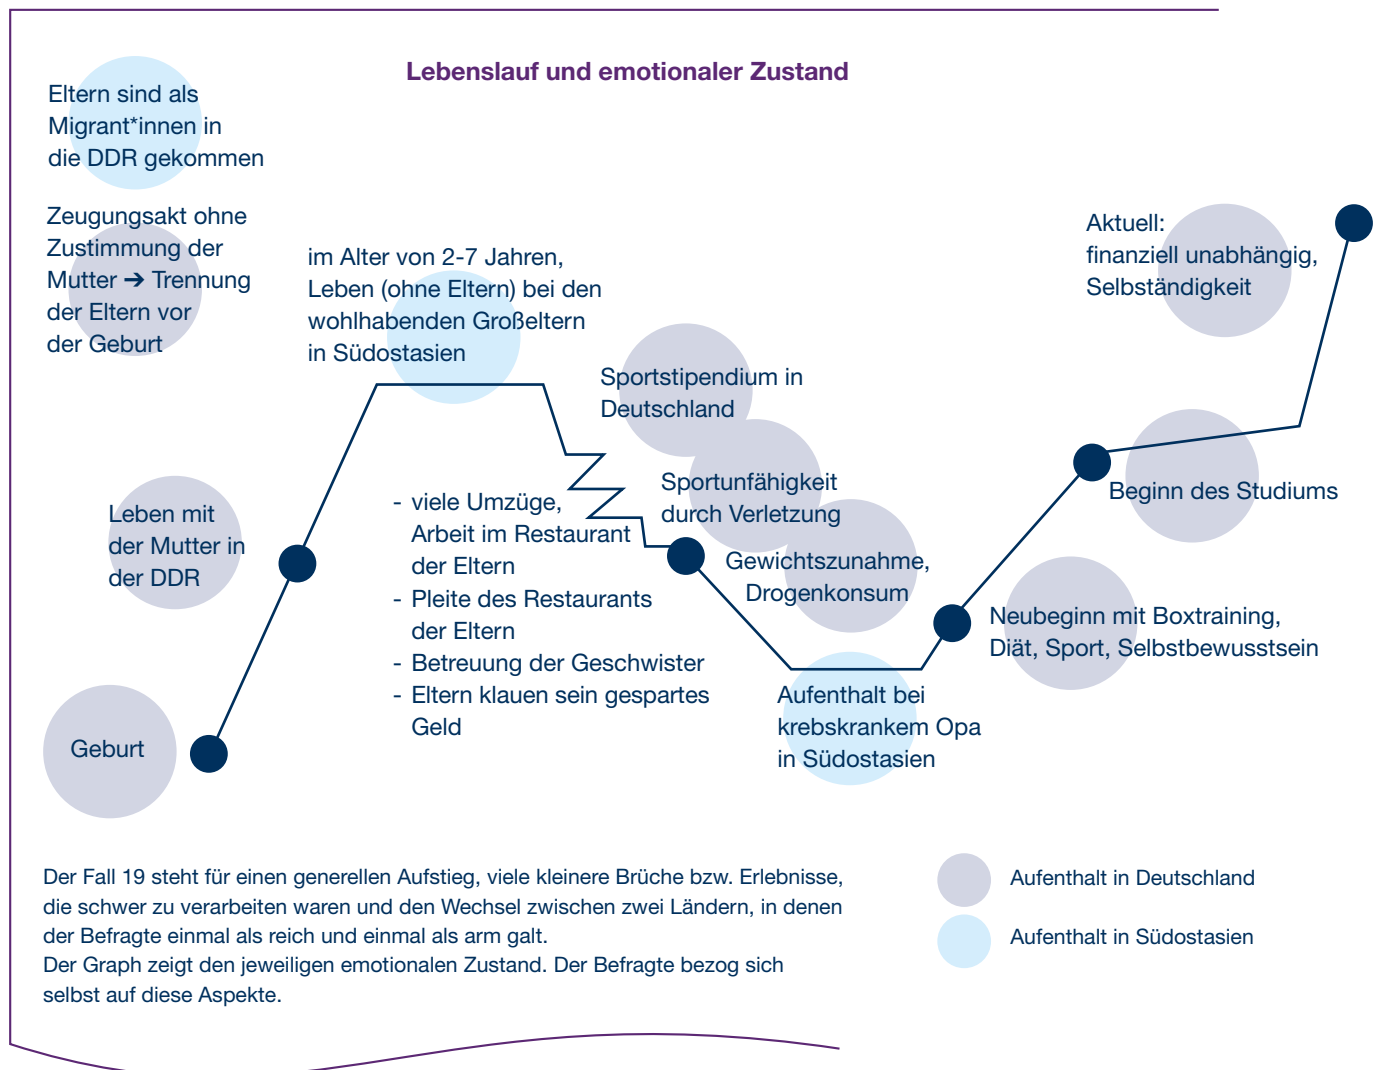 Lebenslauf und emotionaler Zustand
Eltern sind als
Migrant*innen in
die DDR gekommen
Zeugungsakt ohne
Zustimmung der
Mutter ➔ Trennung
der Eltern vor
der Geburt
im Alter von 2-7 Jahren,
Leben (ohne Eltern) bei den
wohlhabenden Großeltern
in Südostasien
Aktuell:
finanziell unabhängig,
Selbständigkeit
Sportstipendium in
Deutschland
Sportunfähigkeit
durch Verletzung
Gewichtszunahme,
Drogenkonsum
Beginn des Studiums
Leben mit
der Mutter in
der DDR
- viele Umzüge,
Arbeit im Restaurant
der Eltern
- Pleite des Restaurants
der Eltern
- Betreuung der Geschwister
- Eltern klauen sein gespartes
Geld
Neubeginn mit Boxtraining,
Diät, Sport, Selbstbewusstsein
Aufenthalt bei
krebskrankem Opa
in Südostasien
Geburt
Der Fall 19 steht für einen generellen Aufstieg, viele kleinere Brüche bzw. Erlebnisse,
die schwer zu verarbeiten waren und den Wechsel zwischen zwei Ländern, in denen
der Befragte einmal als reich und einmal als arm galt.
Der Graph zeigt den jeweiligen emotionalen Zustand. Der Befragte bezog sich
selbst auf diese Aspekte.
Aufenthalt in Deutschland
Aufenthalt in Südostasien